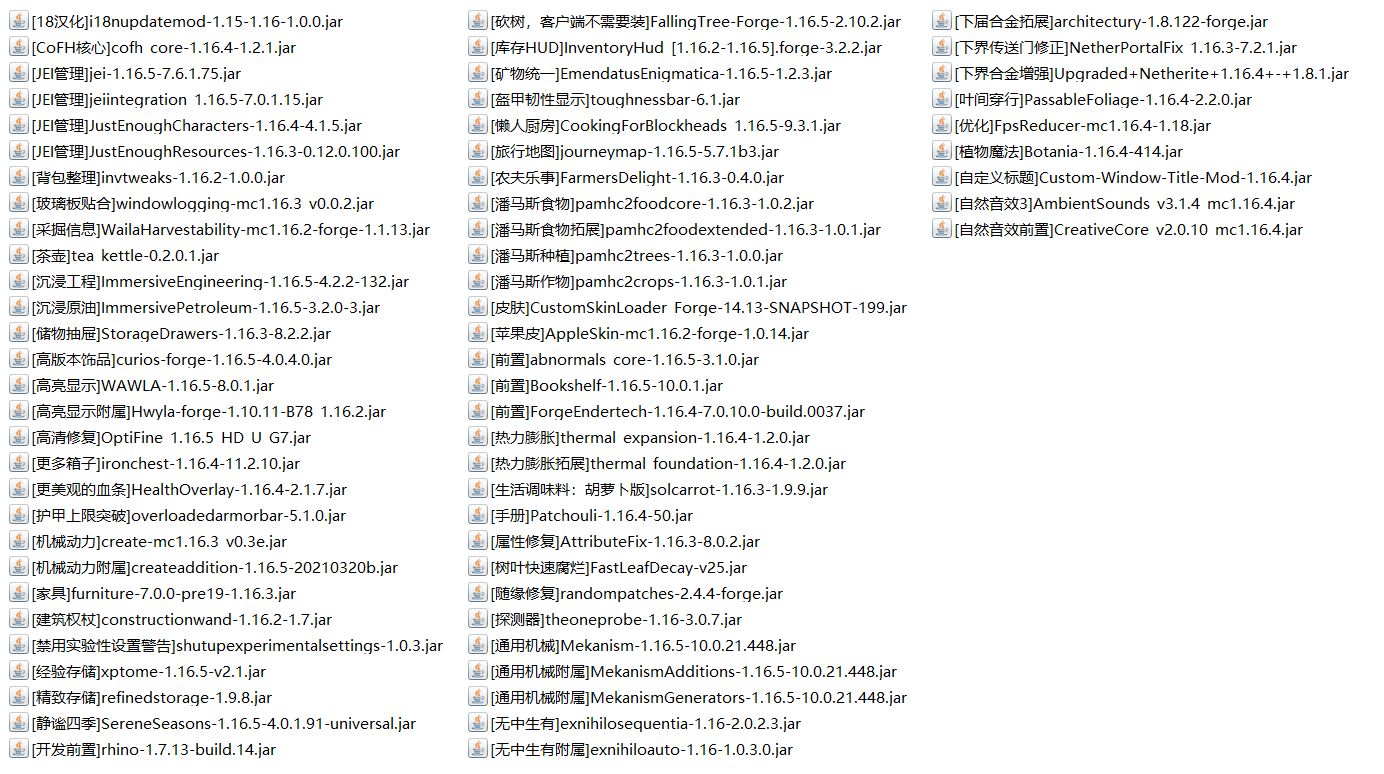 [18汉化]i18nupdatemod-1.15-1.16-1.0.0.jar
[CoFH核心]cofh_core-1.16.4-1.2.1.jar
[JEI管理]jei-1.16.5-7.6.1.75.jar
[JEI管理]jeiintegration_1.16.5-7.0.1.15.jar
[JEI管理]JustEnoughCharacters-1.16.4-4.1.5.jar
[JEI管理]JustEnoughResources-1.16.3-0.12.0.100.jar
[背包整理]invtweaks-1.16.2-1.0.0.jar
[玻璃板贴合]windowlogging-mc1.16.3_v0.0.2.jar
[采掘信息]WailaHarvestability-mc1.16.2-forge-1.1.13.jar
[茶壶]tea_kettle-0.2.0.1.jar
[沉浸工程]ImmersiveEngineering-1.16.5-4.2.2-132.jar
[沉浸原油]ImmersivePetroleum-1.16.5-3.2.0-3.jar
[储物抽屉]StorageDrawers-1.16.3-8.2.2.jar
[高版本饰品]curios-forge-1.16.5-4.0.4.0.jar
[高亮显示]WAWLA-1.16.5-8.0.1.jar
[高亮显示附属]Hwyla-forge-1.10.11-B78_1.16.2.jar
[高清修复]OptiFine_1.16.5_HD_U_G7.jar
[更多箱子]ironchest-1.16.4-11.2.10.jar
[更美观的血条]HealthOverlay-1.16.4-2.1.7.jar
[护甲上限突破]overloadedarmorbar-5.1.0.jar
[机械动力]create-mc1.16.3_v0.3e.jar
[机械动力附属]createaddition-1.16.5-20210320b.jar
[家具]furniture-7.0.0-pre19-1.16.3.jar
[建筑权杖]constructionwand-1.16.2-1.7.jar
[禁用实验性设置警告]shutupexperimentalsettings-1.0.3.jar
[经验存储]xptome-1.16.5-v2.1.jar
[精致存储]refinedstorage-1.9.8.jar
[静谧四季]SereneSeasons-1.16.5-4.0.1.91-universal.jar
[开发前置]rhino-1.7.13-build.14.jar
[砍树，客户端不需要装]FallingTree-Forge-1.16.5-2.10.2.jar
[库存HUD]InventoryHud_[1.16.2-1.16.5].forge-3.2.2.jar
[矿物统一]EmendatusEnigmatica-1.16.5-1.2.3.jar
[盔甲韧性显示]toughnessbar-6.1.jar
[懒人厨房]CookingForBlockheads_1.16.5-9.3.1.jar
[旅行地图]journeymap-1.16.5-5.7.1b3.jar
[农夫乐事]FarmersDelight-1.16.3-0.4.0.jar
[潘马斯食物]pamhc2foodcore-1.16.3-1.0.2.jar
[潘马斯食物拓展]pamhc2foodextended-1.16.3-1.0.1.jar
[潘马斯种植]pamhc2trees-1.16.3-1.0.0.jar
[潘马斯作物]pamhc2crops-1.16.3-1.0.1.jar
[皮肤]CustomSkinLoader_Forge-14.13-SNAPSHOT-199.jar
[苹果皮]AppleSkin-mc1.16.2-forge-1.0.14.jar
[前置]abnormals_core-1.16.5-3.1.0.jar
[前置]Bookshelf-1.16.5-10.0.1.jar
[前置]ForgeEndertech-1.16.4-7.0.10.0-build.0037.jar
[热力膨胀]thermal_expansion-1.16.4-1.2.0.jar
[热力膨胀拓展]thermal_foundation-1.16.4-1.2.0.jar
[生活调味料：胡萝卜版]solcarrot-1.16.3-1.9.9.jar
[手册]Patchouli-1.16.4-50.jar
[属性修复]AttributeFix-1.16.3-8.0.2.jar
[树叶快速腐烂]FastLeafDecay-v25.jar
[随缘修复]randompatches-2.4.4-forge.jar
[探测器]theoneprobe-1.16-3.0.7.jar
[通用机械]Mekanism-1.16.5-10.0.21.448.jar
[通用机械附属]MekanismAdditions-1.16.5-10.0.21.448.jar
[通用机械附属]MekanismGenerators-1.16.5-10.0.21.448.jar
[无中生有]exnihilosequentia-1.16-2.0.2.3.jar
[无中生有附属]exnihiloauto-1.16-1.0.3.0.jar
[下届合金拓展]architectury-1.8.122-forge.jar
[下界传送门修正]NetherPortalFix_1.16.3-7.2.1.jar
[下界合金增强]Upgraded+Netherite+1.16.4+-+1.8.1.jar
[叶间穿行]PassableFoliage-1.16.4-2.2.0.jar
[优化]FpsReducer-mc1.16.4-1.18.jar
[植物魔法]Botania-1.16.4-414.jar
[自定义标题]Custom-Window-Title-Mod-1.16.4.jar
[自然音效3]AmbientSounds_v3.1.4_mc1.16.4.jar
[自然音效前置]CreativeCore_v2.0.10_mc1.16.4.jar